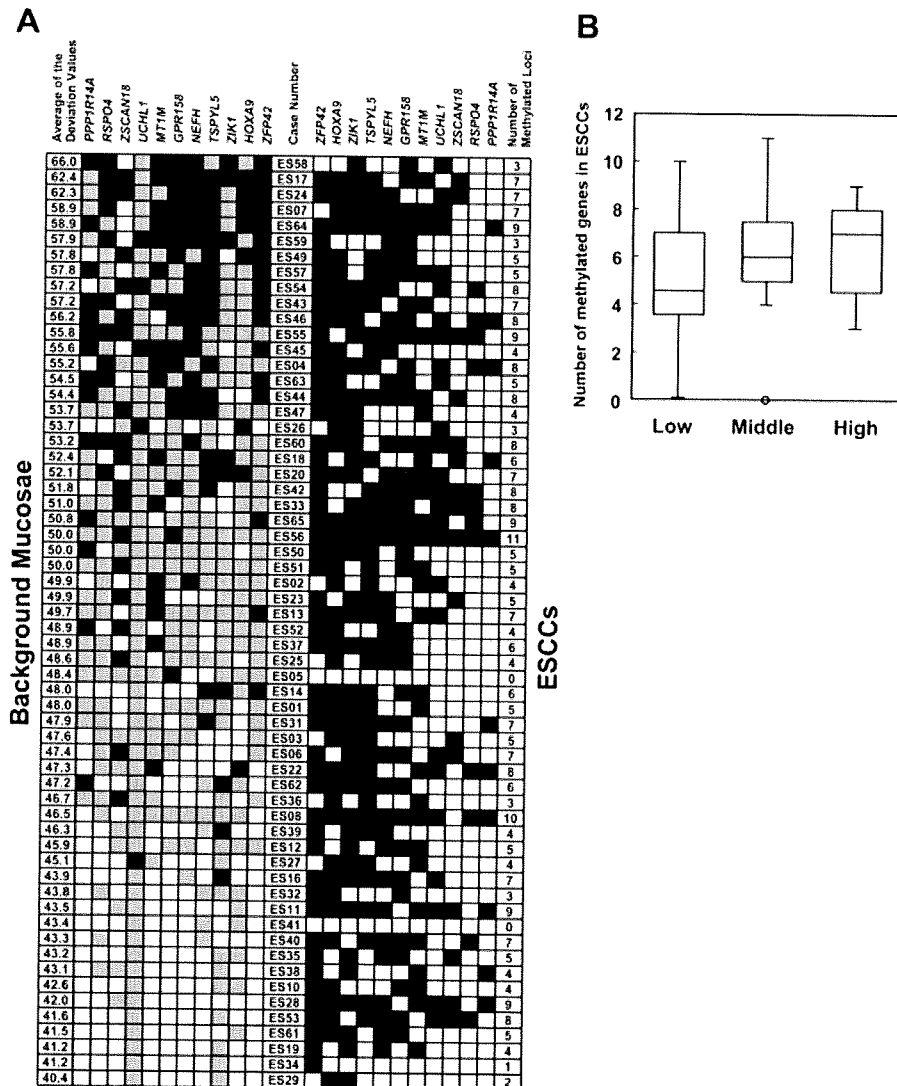 A
Average of the Deviation Values
PPP1R14A
RSPO4
ZSCAN18
UCHL1
MT1M
GPR158
NEFH
TSPYL5
ZIK1
HOXA9
ZFP42
Case Number
ZFP42
HOXA9
ZIK1
TSPYL5
NEFH
GPR158
MT1M
UCHL1
ZSCAN18
RSPO4
PPP1R14A
Number of Methylated Loci
66.0 ES58 3
62.4 ES17 7
62.3 ES24 7
58.9 ES07 7
58.9 ES64 9
57.9 ES59 3
57.8 ES49 5
57.8 ES57 5
57.2 ES54 8
57.2 ES43 7
56.2 ES46 8
55.8 ES55 9
55.6 ES45 4
55.2 ES04 8
54.5 ES63 5
54.4 ES44 8
53.7 ES47 4
53.7 ES26 3
53.2 ES60 8
52.4 ES18 6
52.1 ES20 7
51.8 ES42 8
51.0 ES33 8
50.8 ES65 9
50.0 ES56 11
50.0 ES50 5
50.0 ES51 5
49.9 ES02 4
49.9 ES23 5
49.7 ES13 7
48.9 ES52 4
48.9 ES37 6
48.6 ES25 4
48.4 ES05 0
48.0 ES14 6
48.0 ES01 5
47.9 ES31 7
47.6 ES03 5
47.4 ES06 7
47.3 ES22 8
47.2 ES62 6
46.7 ES36 3
46.5 ES08 10
46.3 ES39 4
45.9 ES12 5
45.1 ES27 4
43.9 ES16 7
43.8 ES32 3
43.5 ES11 9
43.4 ES41 0
43.3 ES40 7
43.2 ES35 5
43.1 ES38 4
42.6 ES10 4
42.0 ES28 9
41.6 ES53 8
41.5 ES61 5
41.2 ES19 4
41.2 ES34 1
40.4 ES29 2
Background Mucosae
ESCCs
B
Number of methylated genes in ESCCs
12
10
8
6
4
2
0
Low Middle High